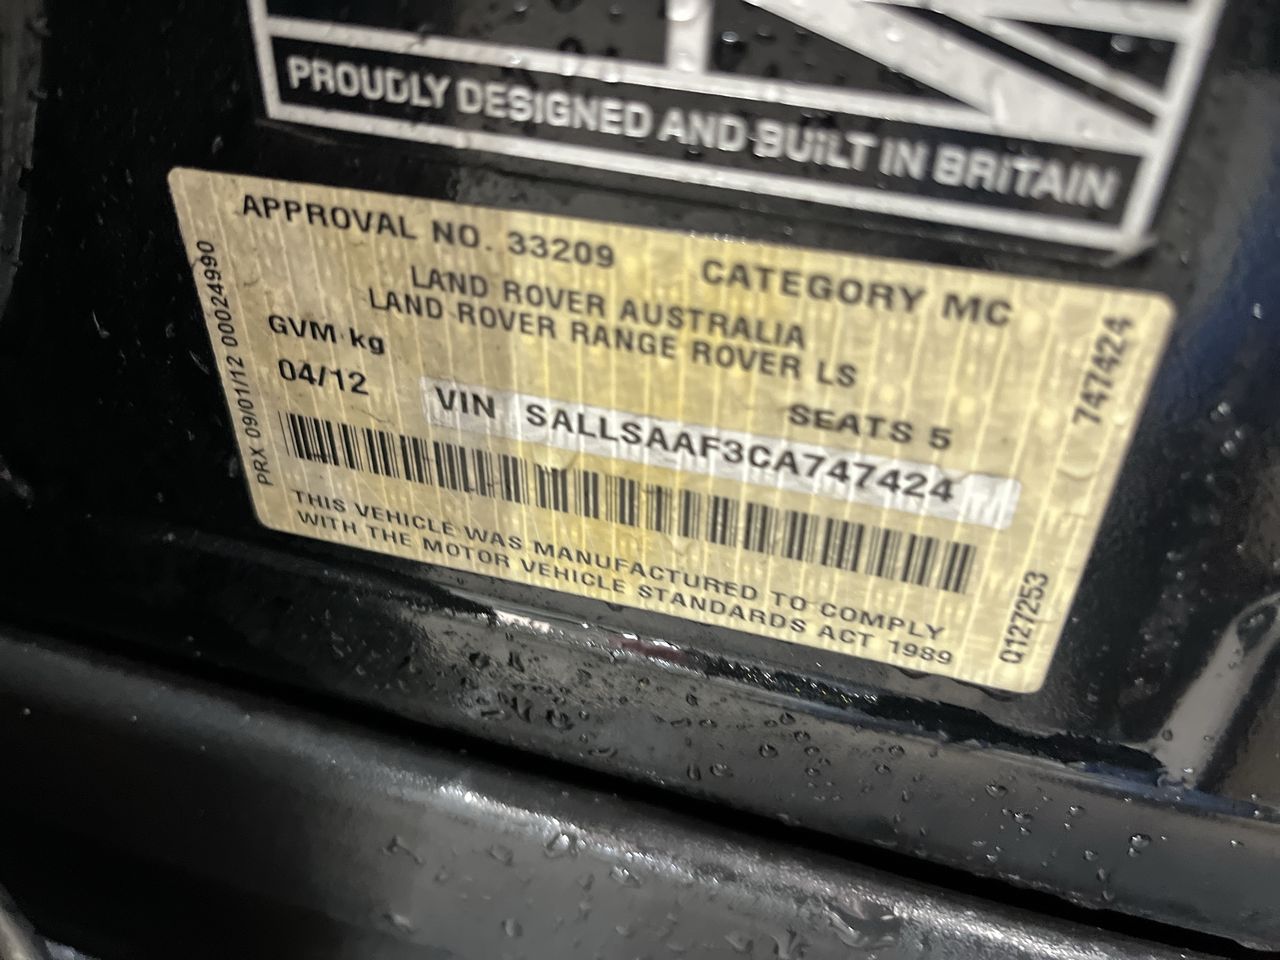 PROUDLY DESIGNED AND BUILT IN BRITAIN
APPROVAL NO. 33209 CATEGORY MC
LAND ROVER AUSTRALIA
LAND ROVER RANGE ROVER LS
GVM kg
04/12 SEATS 5
VIN SALLSAAF3CA747424
THIS VEHICLE WAS MANUFACTURED TO COMPLY
WITH THE MOTOR VEHICLE STANDARDS ACT 1989
PRX 09/01/12 00024990
747424
0127253